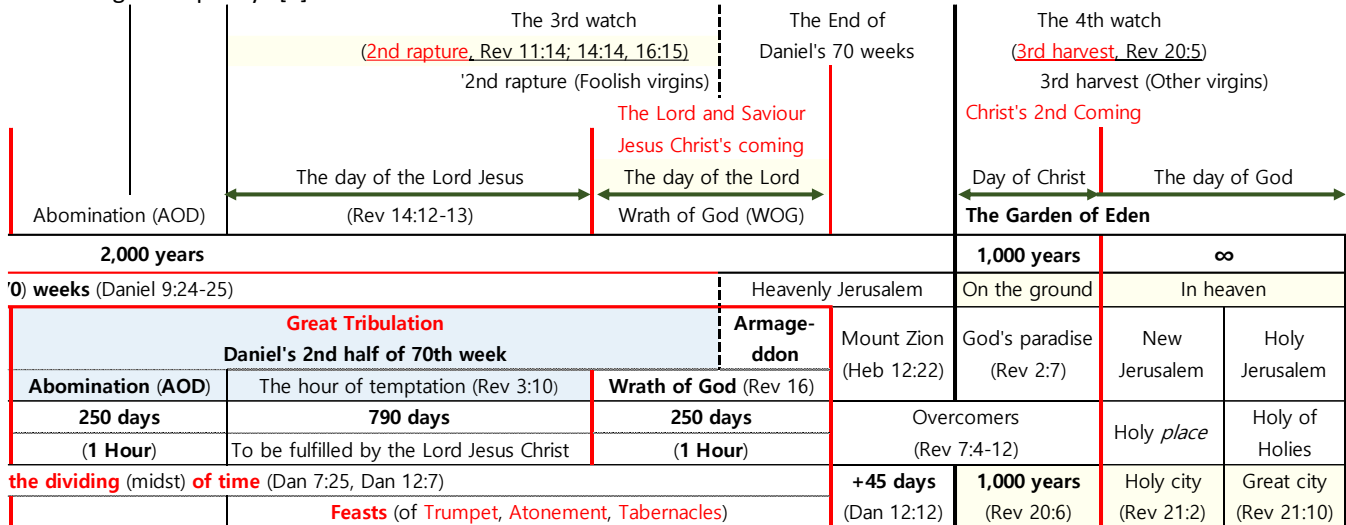 The 3rd watch
The End of
The 4th watch
(2nd rapture, Rev 11:14; 14:14, 16:15)
Daniel's 70 weeks
(3rd harvest, Rev 20:5)
'2nd rapture (Foolish virgins)
3rd harvest (Other virgins)
The Lord and Saviour
Christ's 2nd Coming
Jesus Christ's coming
The day of the Lord Jesus
The day of the Lord
Day of Christ
The day of God
Abomination (AOD)
(Rev 14:12-13)
Wrath of God (WOG)
The Garden of Eden
2,000 years
1,000 years
∞
0) weeks (Daniel 9:24-25)
Heavenly Jerusalem
On the ground
In heaven
Great Tribulation
Daniel's 2nd half of 70th week
Armage-
ddon
Mount Zion
(Heb 12:22)
God's paradise
(Rev 2:7)
New
Jerusalem
Holy
Jerusalem
Abomination (AOD)
The hour of temptation (Rev 3:10)
Wrath of God (Rev 16)
250 days
790 days
250 days
Overcomers
(Rev 7:4-12)
Holy place
Holy of
Holies
(1 Hour)
To be fulfilled by the Lord Jesus Christ
(1 Hour)
the dividing (midst) of time (Dan 7:25, Dan 12:7)
+45 days
(Dan 12:12)
1,000 years
(Rev 20:6)
Holy city
(Rev 21:2)
Great city
(Rev 21:10)
Feasts (of Trumpet, Atonement, Tabernacles)